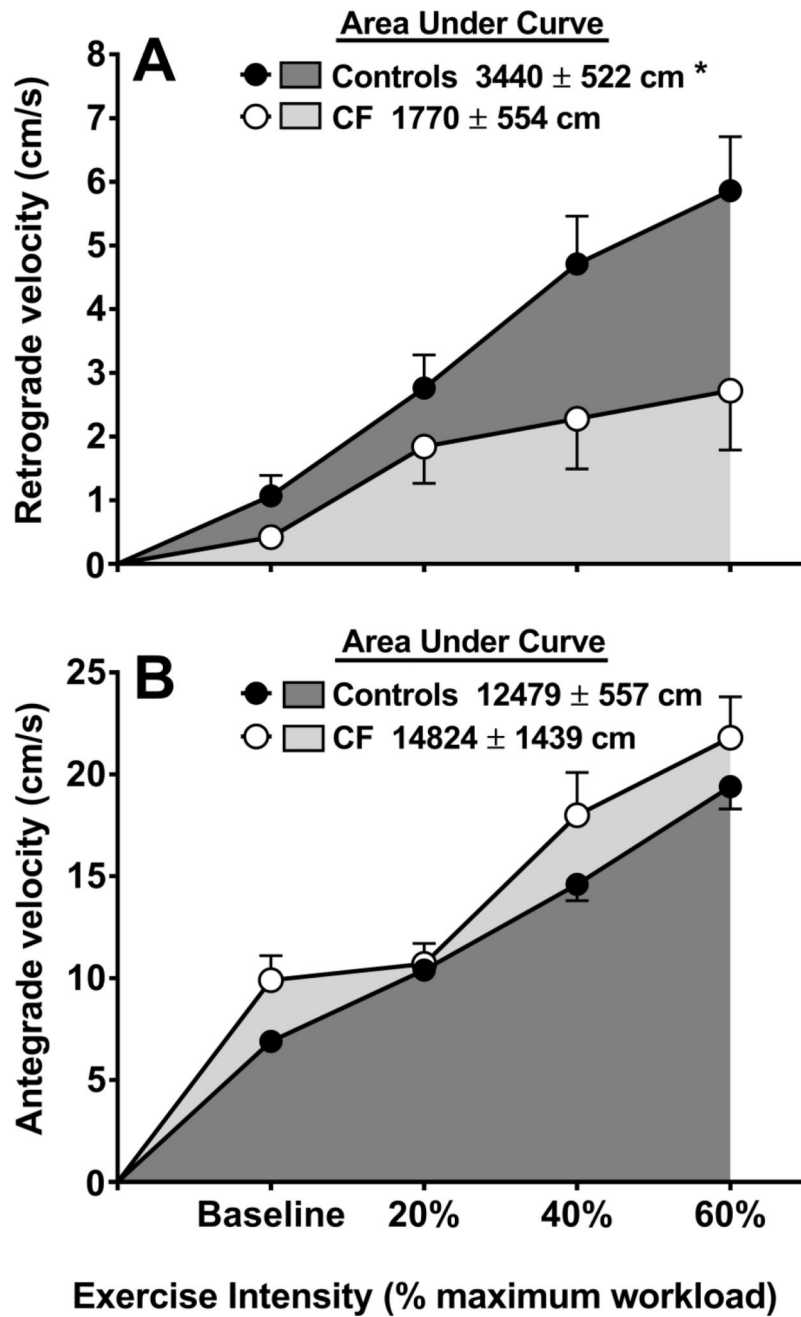 A
Area Under Curve
Controls 3440 ± 522 cm *
CF 1770 ± 554 cm
Retrograde velocity (cm/s)
8
7
6
5
4
3
2
1
0
B
Area Under Curve
Controls 12479 ± 557 cm
CF 14824 ± 1439 cm
Antegrade velocity (cm/s)
25
20
15
10
5
0
Baseline 20% 40% 60%
Exercise Intensity (% maximum workload)